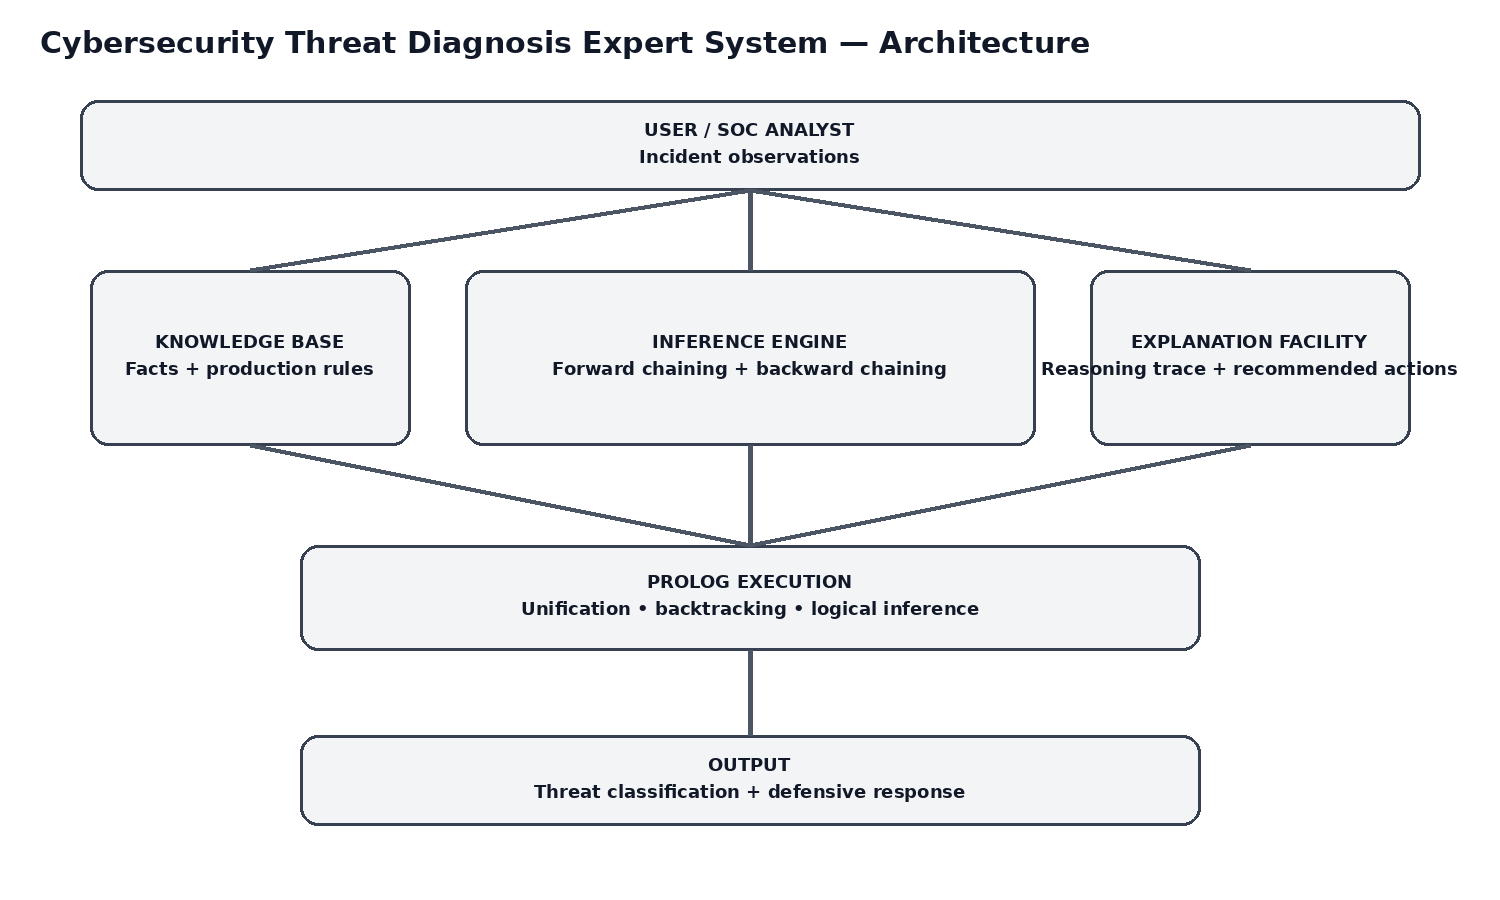 Cybersecurity Threat Diagnosis Expert System — Architecture
USER / SOC ANALYST
Incident observations
KNOWLEDGE BASE
Facts + production rules
INFERENCE ENGINE
Forward chaining + backward chaining
EXPLANATION FACILITY
Reasoning trace + recommended actions
PROLOG EXECUTION
Unification • backtracking • logical inference
OUTPUT
Threat classification + defensive response